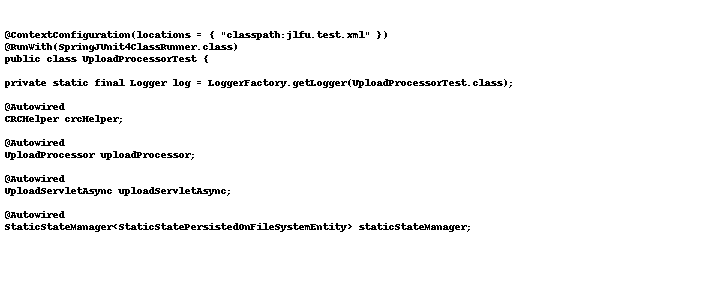 @ContextConfiguration(locations = { "classpath:jlfu.test.xml" })
@RunWith(SpringJUnit4ClassRunner.class)
public class UploadProcessorTest {
private static final Logger log = LoggerFactory.getLogger(UploadProcessorTest.class);
@Autowired
CRCHelper crcHelper;
@Autowired
UploadProcessor uploadProcessor;
@Autowired
UploadServletAsync uploadServletAsync;
@Autowired
StaticStateManager<StaticStatePersistedOnFileSystemEntity> staticStateManager;